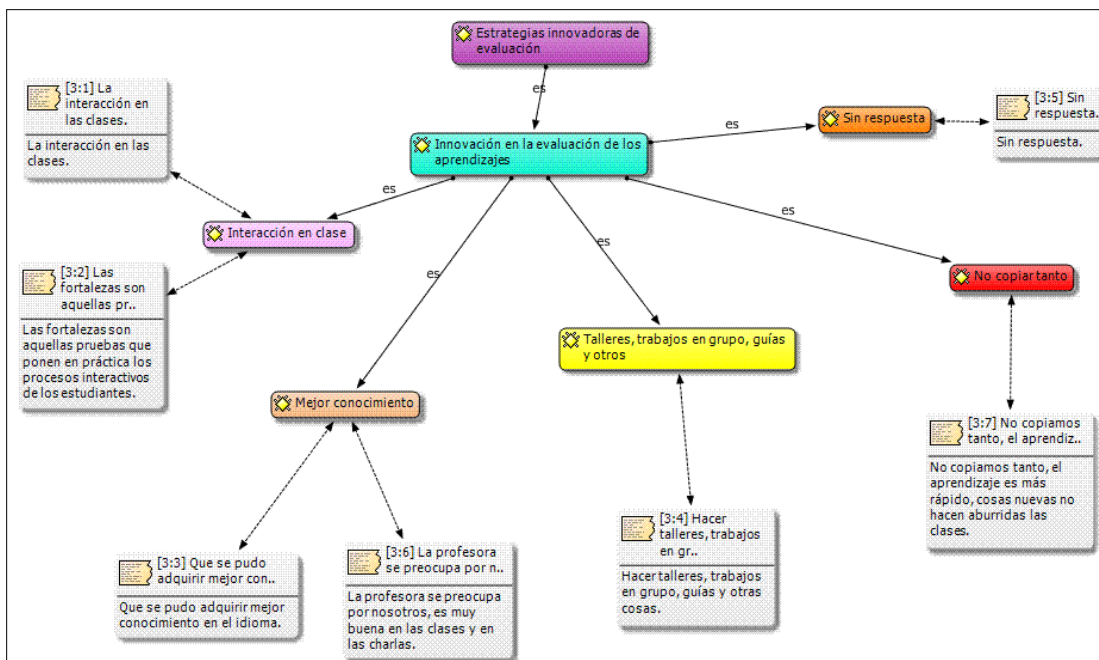 Estrategias innovadoras de
evaluación
es
[3:1] La
interacción en
las clases.
La interacción en las
clases.
Innovación en la evaluación de los
aprendizajes
es
Sin respuesta
[3:5] Sin
respuesta.
Sin respuesta.
es
Interacción en clase
es
es
es
[3:2] Las
fortalezas son
aquellas pr..
Las fortalezas son
aquellas pruebas que
ponen en práctica los
procesos interactivos
de los estudiantes.
No copiar tanto
Talleres, trabajos en grupo, guías
y otros
Mejor conocimiento
[3:7] No copiamos
tanto, el aprendiz..
No copiamos tanto, el
aprendizaje es más
rápido, cosas nuevas no
hacen aburridas las
clases.
[3:4] Hacer
talleres, trabajos
en gr..
Hacer talleres, trabajos
en grupo, guías y otras
cosas.
[3:3] Que se pudo
adquirir mejor con..
Que se pudo adquirir mejor
conocimiento en el idioma.
[3:6] La profesora
se preocupa por n..
La profesora se preocupa
por nosotros, es muy
buena en las clases y en
las charlas.